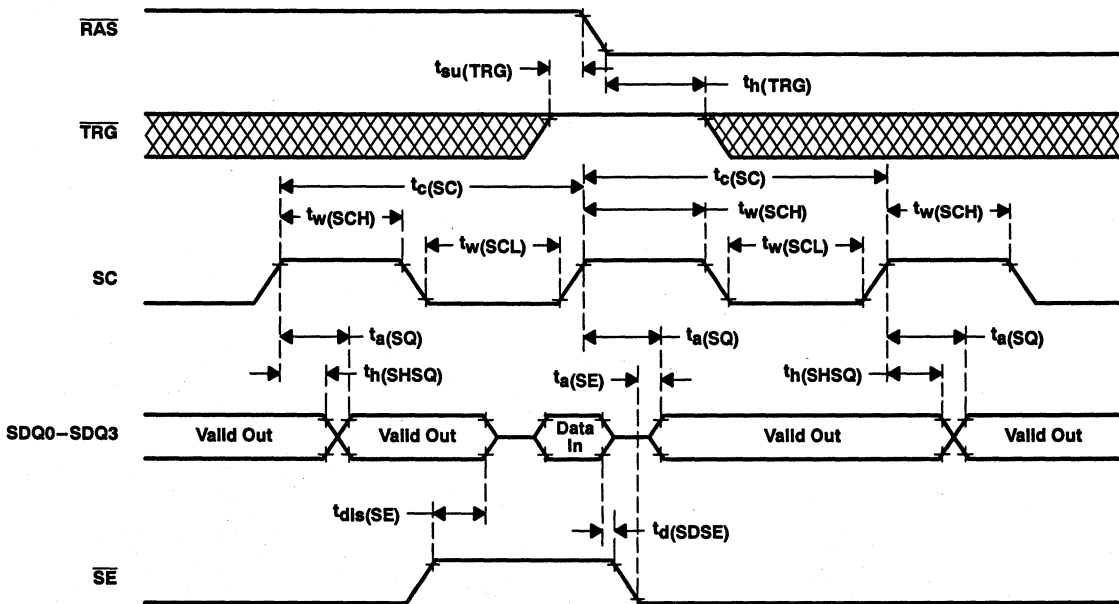 RAS
tsu(TRG)
th(TRG)
TRG
tc(SC)
tc(SC)
tw(SCH)
tw(SCH)
tw(SCH)
tw(SCL)
tw(SCL)
SC
ta(SQ)
ta(SQ)
ta(SQ)
th(SHSQ)
ta(SE)
th(SHSQ)
SDQ0–SDQ3
Valid Out
Valid Out
Data
In
Valid Out
Valid Out
tdis(SE)
td(SDSE)
SE